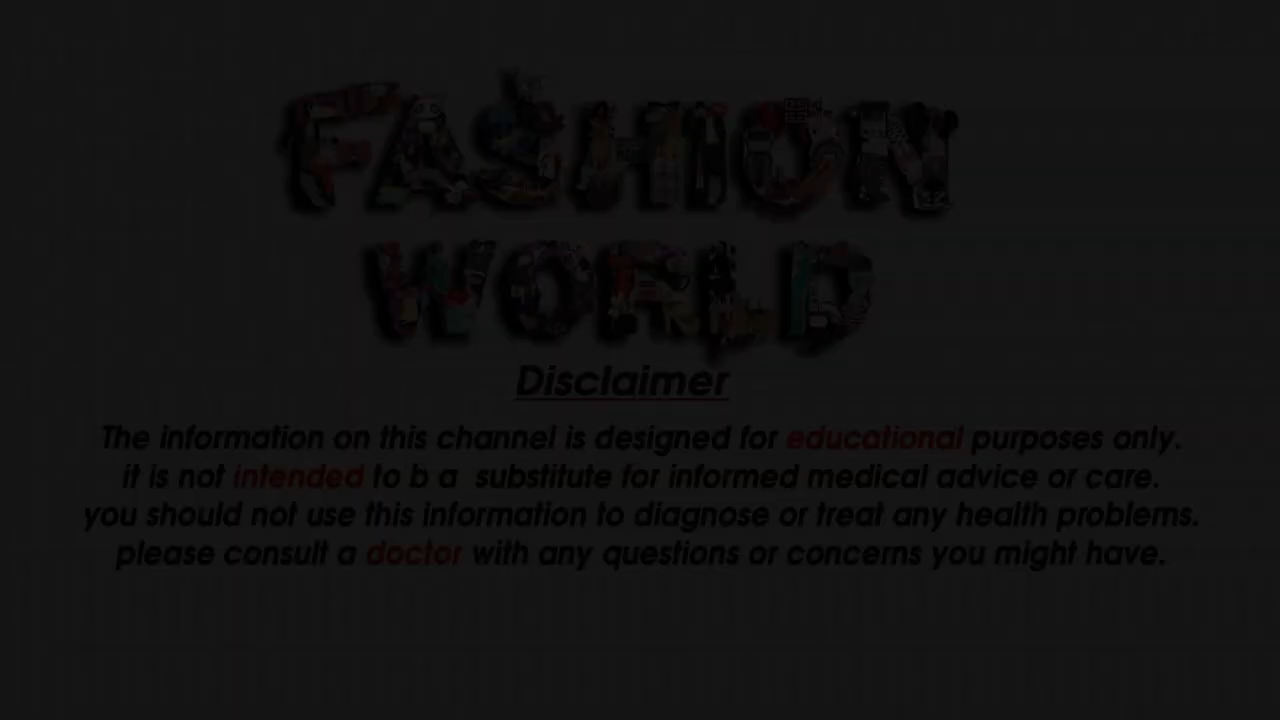 FASHION
WORLD
Disclaimer
The information on this channel is designed for educational purposes only.
it is not intended to b a substitute for informed medical advice or care.
you should not use this information to diagnose or treat any health problems.
please consult a doctor with any questions or concerns you might have.